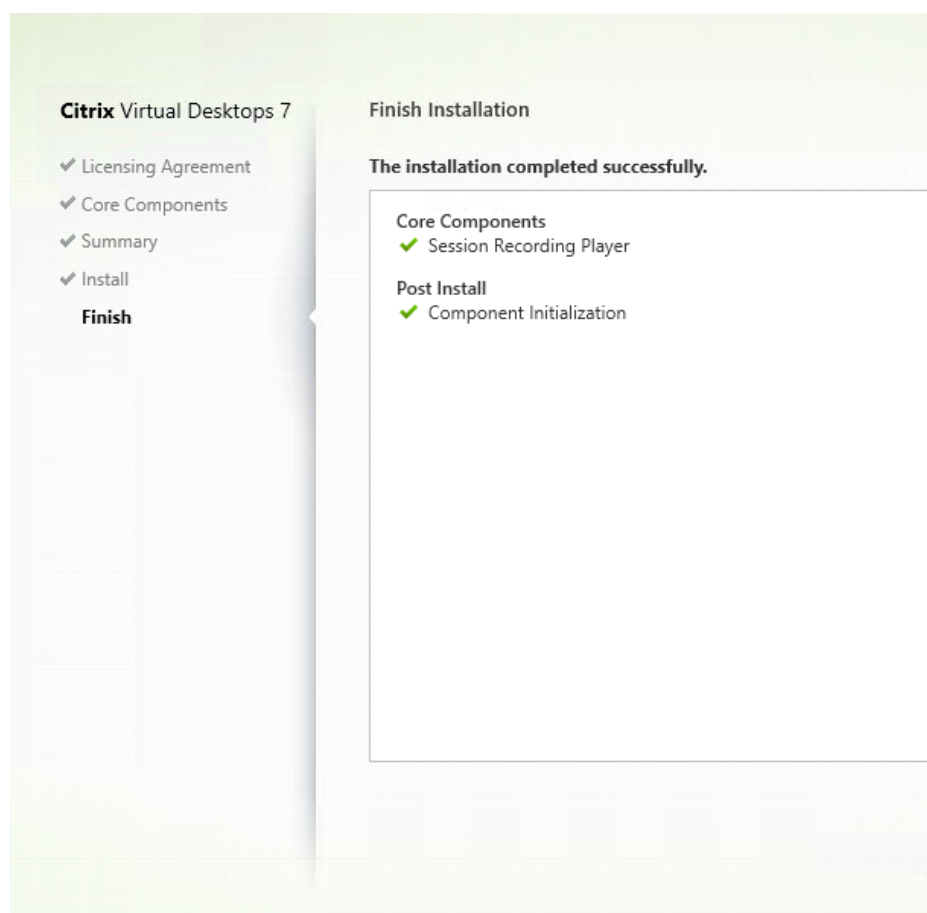 Citrix Virtual Desktops 7
Licensing Agreement
Core Components
Summary
Install
Finish
Finish Installation
The installation completed successfully.
Core Components
Session Recording Player
Post Install
Component Initialization